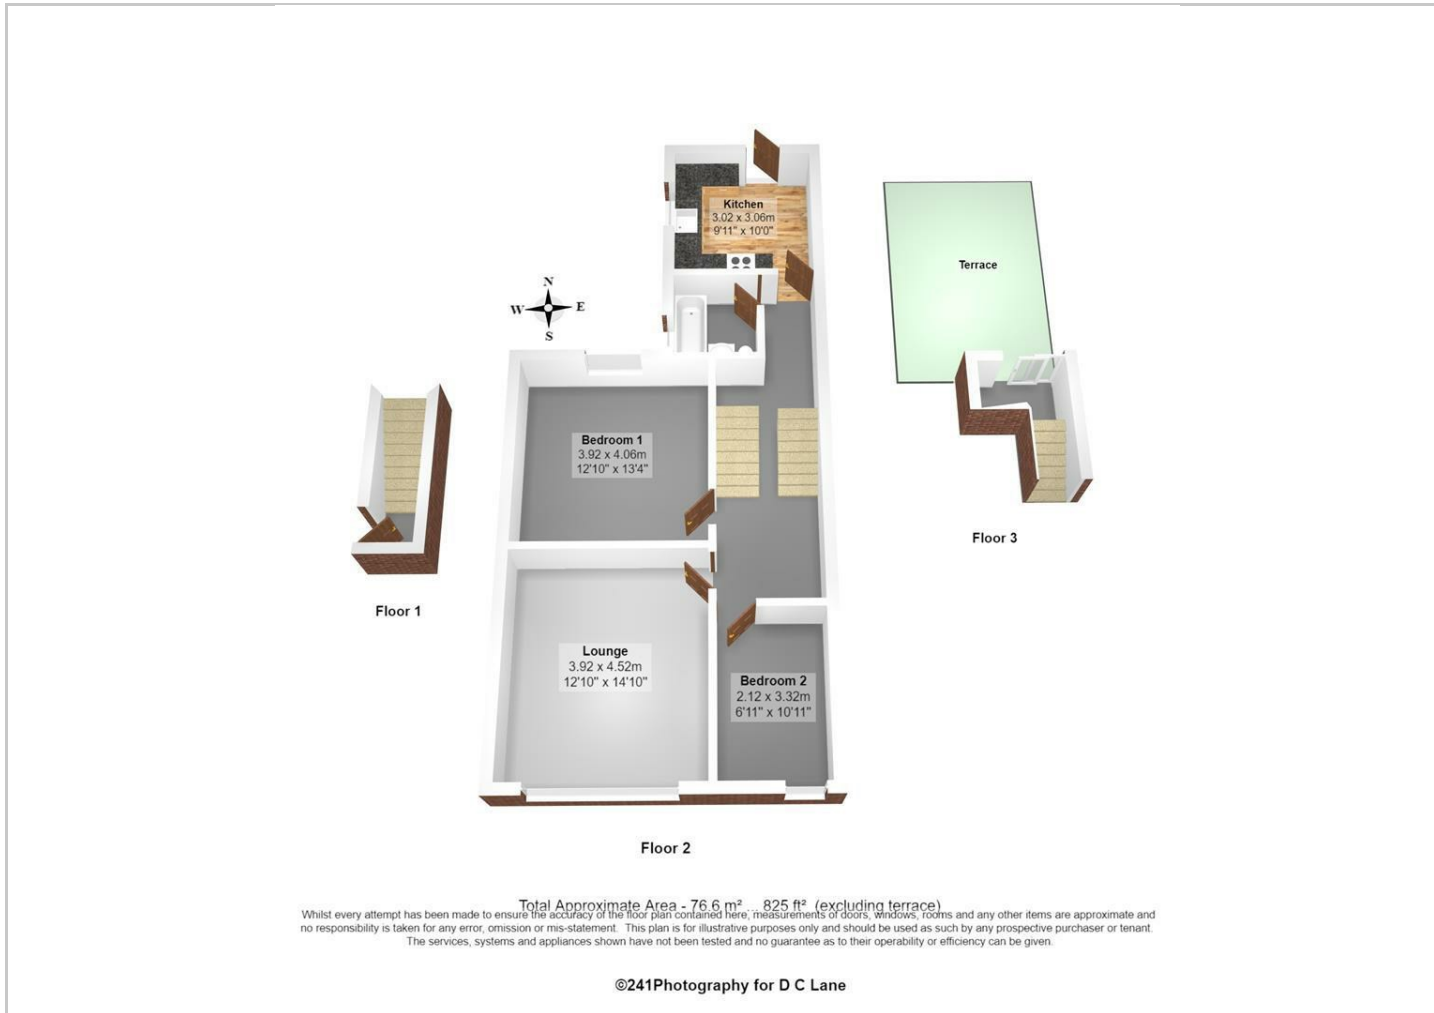 Kitchen
3.02 x 3.06m
9'11" x 10'0"
Terrace
N
W E
S
Bedroom 1
3.92 x 4.06m
12'10" x 13'4"
Floor 3
Floor 1
Lounge
3.92 x 4.52m
12'10" x 14'10"
Bedroom 2
2.12 x 3.32m
6'11" x 10'11"
Floor 2
Total Approximate Area - 76.6 m² ... 825 ft² (excluding terrace)
Whilst every attempt has been made to ensure the accuracy of the floor plan contained here, measurements of doors, windows, rooms and any other items are approximate and
no responsibility is taken for any error, omission or mis-statement. This plan is for illustrative purposes only and should be used as such by any prospective purchaser or tenant.
The services, systems and appliances shown have not been tested and no guarantee as to their operability or efficiency can be given.
©241Photography for D C Lane